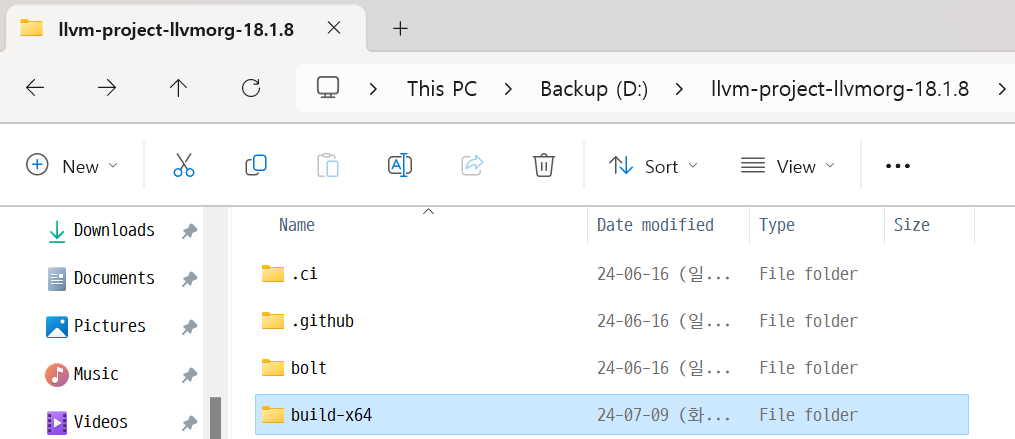 llvm-project-llvmorg-18.1.8
This PC > Backup (D:) > llvm-project-llvmorg-18.1.8 >
New Sort View
Name Date modified Type Size
Downloads
Documents
Pictures
Music
Videos
.ci 24-06-16 (일... File folder
.github 24-06-16 (일... File folder
bolt 24-06-16 (일... File folder
build-x64 24-07-09 (화... File folder